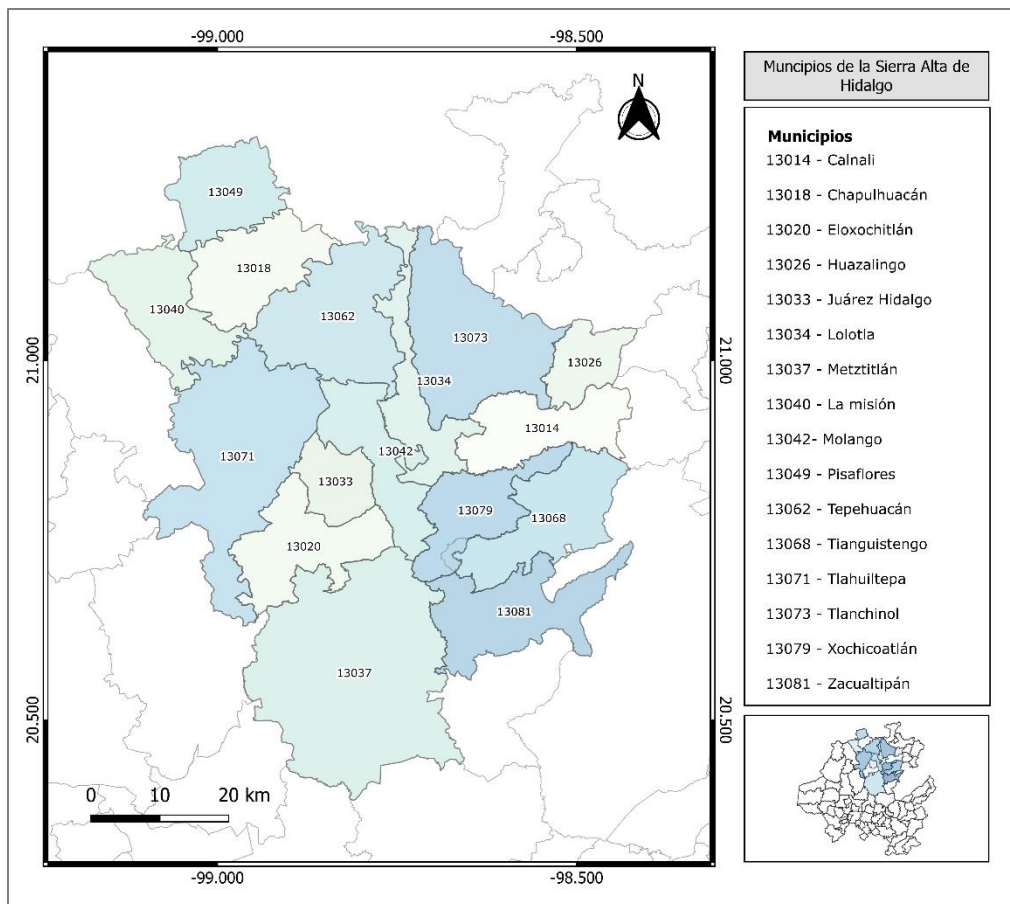 -99.000
-98.500
Muncipios de la Sierra Alta de
Hidalgo
N
Municipios
13014 - Calnali
13018 - Chapulhuacán
13020 - Eloxochitlán
13026 - Huazalingo
13033 - Juárez Hidalgo
13034 - Lolotla
13037 - Metztitlán
13040 - La misión
13042- Molango
13049 - Pisaflores
13062 - Tepehuacán
13068 - Tianguistengo
13071 - Tlahuiltepa
13073 - Tlanchinol
13079 - Xochicoatlán
13081 - Zacualtipán
13049
13018
13040
13062
13073
21.000
21.000
13026
13034
13014
13042
13071
13033
13079
13068
13020
13081
13037
20.500
20.500
0 10 20 km
-99.000
-98.500